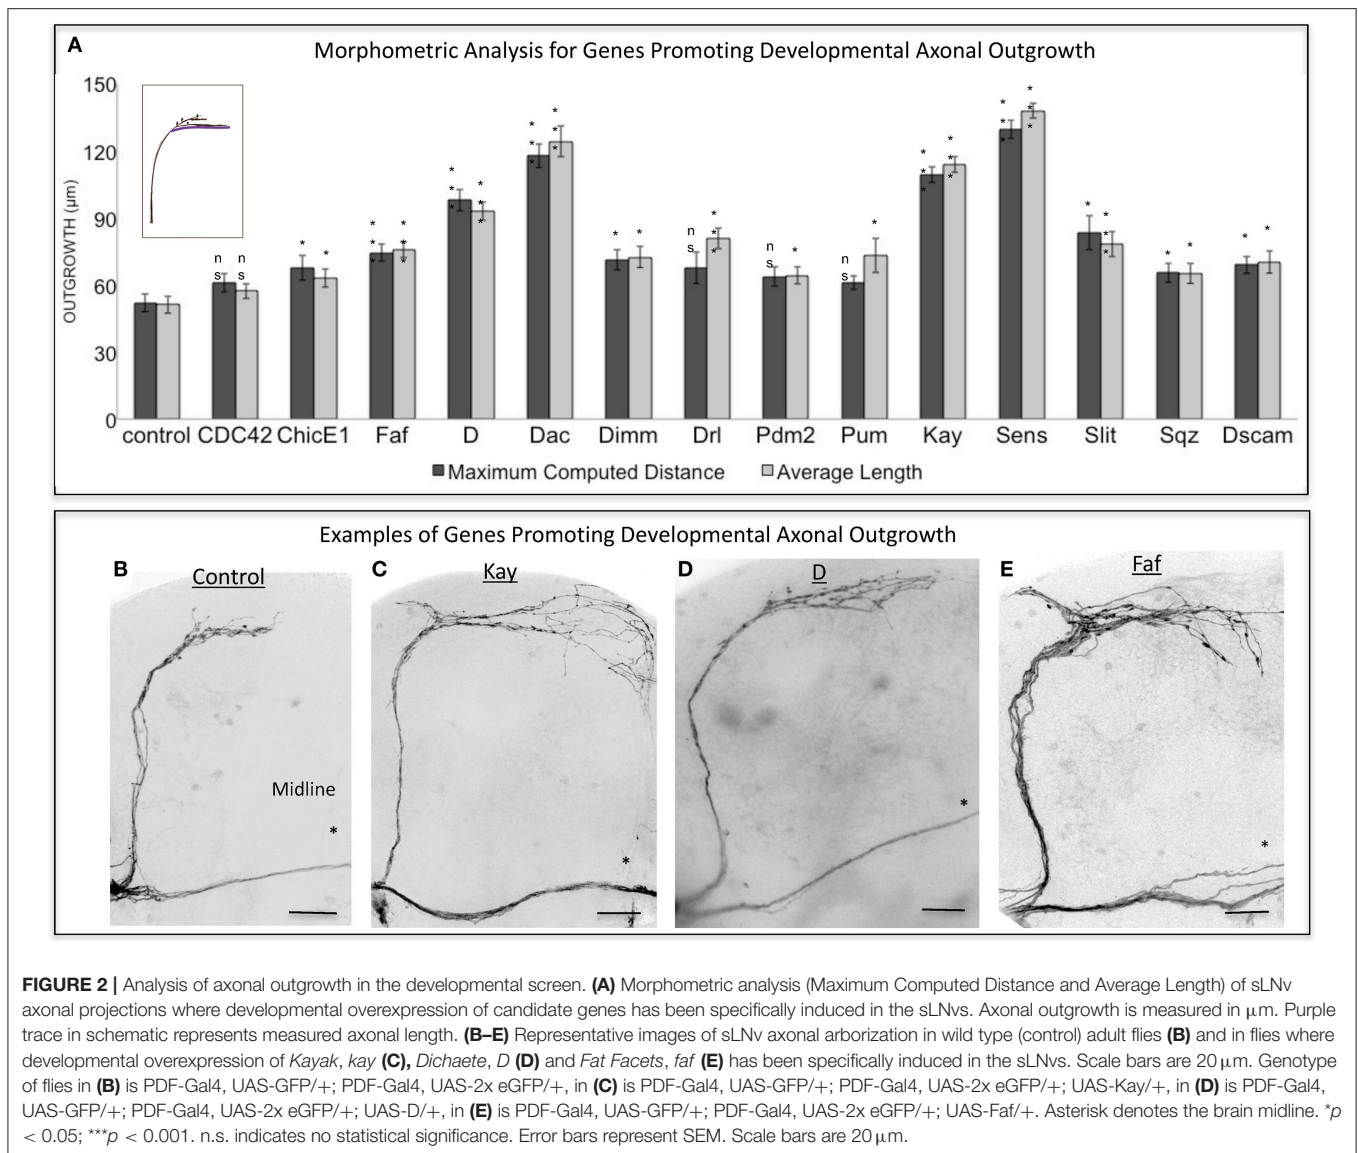 A
Morphometric Analysis for Genes Promoting Developmental Axonal Outgrowth
OUTGROWTH (µm)
150
120
90
60
30
0
n s
n s
*
*
* * *
* * *
* * *
* * *
* * *
* * *
*
*
n s
* * *
n s
*
n s
*
* * *
* * *
* * *
* * *
*
* * *
*
*
*
*
control CDC42 ChicE1 Faf D Dac Dimm Drl Pdm2 Pum Kay Sens Slit Sqz Dscam
Maximum Computed Distance Average Length
Examples of Genes Promoting Developmental Axonal Outgrowth
B Control C Kay D D E Faf
Midline
*
*
*
*
FIGURE 2 | Analysis of axonal outgrowth in the developmental screen. (A) Morphometric analysis (Maximum Computed Distance and Average Length) of sLNv
axonal projections where developmental overexpression of candidate genes has been specifically induced in the sLNvs. Axonal outgrowth is measured in µm. Purple
trace in schematic represents measured axonal length. (B–E) Representative images of sLNv axonal arborization in wild type (control) adult flies (B) and in flies where
developmental overexpression of Kayak, kay (C), Dichaete, D (D) and Fat Facets, faf (E) has been specifically induced in the sLNvs. Scale bars are 20 µm. Genotype
of flies in (B) is PDF-Gal4, UAS-GFP/+; PDF-Gal4, UAS-2x eGFP/+, in (C) is PDF-Gal4, UAS-GFP/+; PDF-Gal4, UAS-2x eGFP/+; UAS-Kay/+, in (D) is PDF-Gal4,
UAS-GFP/+; PDF-Gal4, UAS-2x eGFP/+; UAS-D/+, in (E) is PDF-Gal4, UAS-GFP/+; PDF-Gal4, UAS-2x eGFP/+; UAS-Faf/+. Asterisk denotes the brain midline. *p
< 0.05; ***p < 0.001. n.s. indicates no statistical significance. Error bars represent SEM. Scale bars are 20 µm.